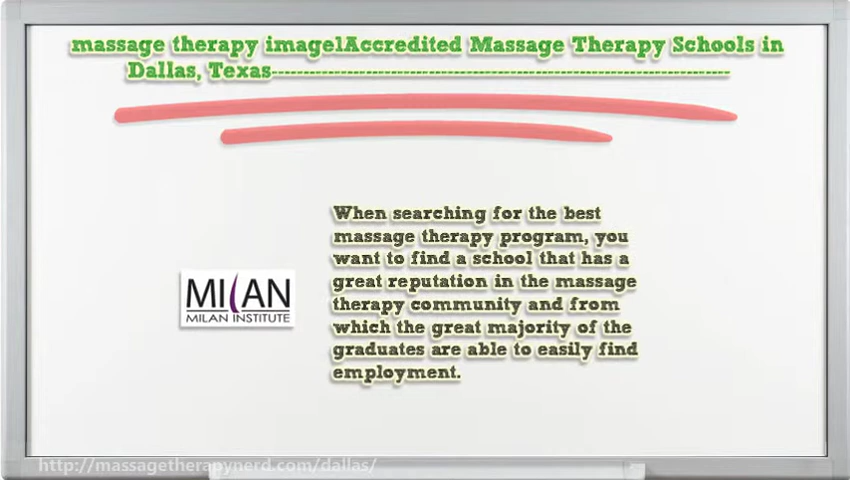 massage therapy image1Accredited Massage Therapy Schools in
Dallas, Texas----------------------------------------------------------------------
MILAN
MILAN INSTITUTE
When searching for the best
massage therapy program, you
want to find a school that has a
great reputation in the massage
therapy community and from
which the great majority of the
graduates are able to easily find
employment.
http://massagetherapynerd.com/dallas/